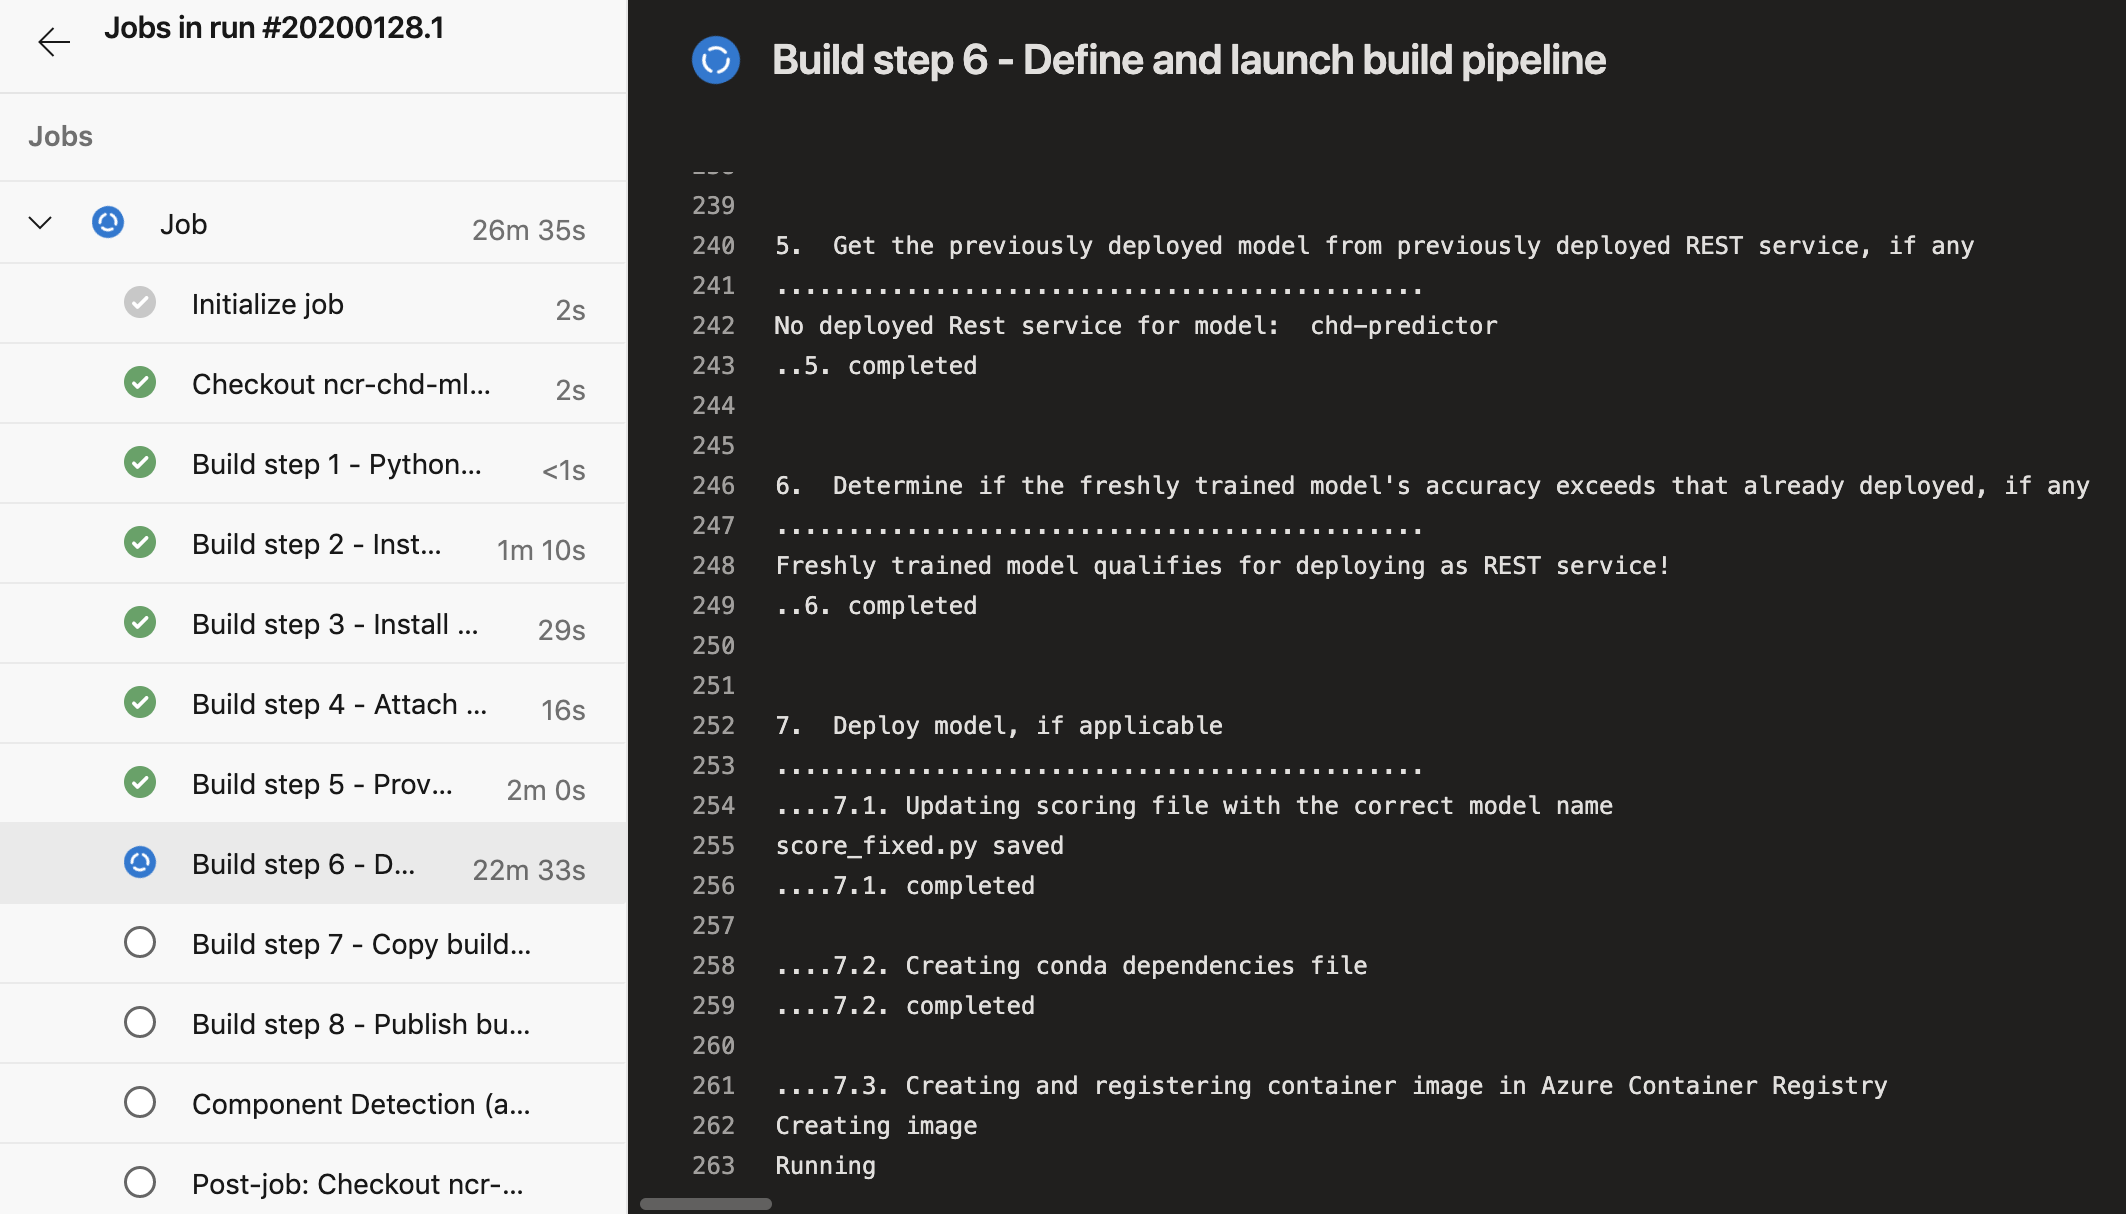 Jobs in run #20200128.1
Jobs
Job 26m 35s
Initialize job 2s
Checkout ncr-chd-ml... 2s
Build step 1 - Python... <1s
Build step 2 - Inst... 1m 10s
Build step 3 - Install ... 29s
Build step 4 - Attach ... 16s
Build step 5 - Prov... 2m 0s
Build step 6 - D... 22m 33s
Build step 7 - Copy build...
Build step 8 - Publish bu...
Component Detection (a...
Post-job: Checkout ncr-...
Build step 6 - Define and launch build pipeline
239
240 5.  Get the previously deployed model from previously deployed REST service, if any
241 .............................................
242 No deployed Rest service for model:  chd-predictor
243 ..5. completed
244
245
246 6.  Determine if the freshly trained model's accuracy exceeds that already deployed, if any
247 .............................................
248 Freshly trained model qualifies for deploying as REST service!
249 ..6. completed
250
251
252 7.  Deploy model, if applicable
253 .............................................
254 ....7.1. Updating scoring file with the correct model name
255 score_fixed.py saved
256 ....7.1. completed
257
258 ....7.2. Creating conda dependencies file
259 ....7.2. completed
260
261 ....7.3. Creating and registering container image in Azure Container Registry
262 Creating image
263 Running